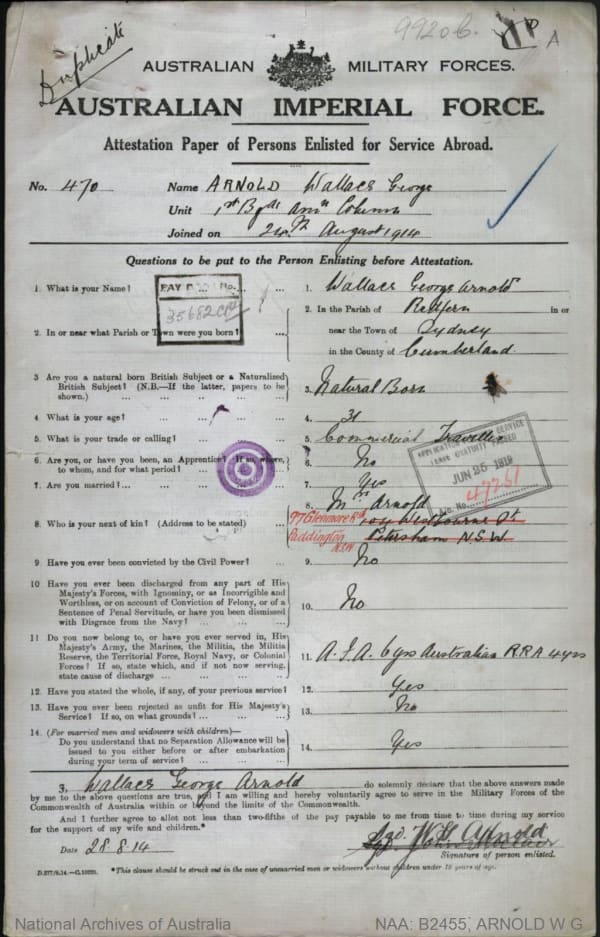 9920b.
A
Duplicate
AUSTRALIAN MILITARY FORCES.
AUSTRALIAN IMPERIAL FORCE.
Attestation Paper of Persons Enlisted for Service Abroad.
No. 470 Name ARNOLD Wallace George
Unit 1st Bgde Amn Column
Joined on 24th August 1914
Questions to be put to the Person Enlisting before Attestation.
1. What is your Name? ... ... ... 1. Wallace George Arnold
PAY No.
2. In or near what Parish or Town were you born? ... 2. In the Parish of Redfern in or
near the Town of Sydney
in the County of Cumberland
3 Are you a natural born British Subject or a Naturalized
British Subject? (N.B.—If the latter, papers to be
shown.) ... ... ... ... ... 3. Natural Born
4. What is your age? ... ... ... 4. 31
5. What is your trade or calling? ... ... ... 5. Commercial Traveller
6. Are you, or have you been, an Apprentice? If so, where,
to whom, and for what period? ... ... 6. No
7. Are you married? ... ... ... ... 7. Yes
JUN 25 1919
47761
8. Who is your next of kin? (Address to be stated) ... 8. Mrs Arnold
97 Glenmore Rd Westbourne St
Paddington Petersham N.S.W.
NSW
9 Have you ever been convicted by the Civil Power? ... 9. No
10 Have you ever been discharged from any part of His
Majesty's Forces, with Ignominy, or as Incorrigible and
Worthless, or on account of Conviction of Felony, or of a
Sentence of Penal Servitude, or have you been dismissed
with Disgrace from the Navy? ... ... ... 10. No
11 Do you now belong to, or have you ever served in, His
Majesty's Army, the Marines, the Militia, the Militia
Reserve, the Territorial Force, Royal Navy, or Colonial
Forces? If so, state which, and if not now serving,
state cause of discharge ... ... ... 11. A.F.A. 6 yrs Australian R R A 4 yrs
12. Have you stated the whole, if any, of your previous service? 12. Yes
13. Have you ever been rejected as unfit for His Majesty's
Service? If so, on what grounds? ... ... ... 13. No
14. (For married men and widowers with children)—
Do you understand that no Separation Allowance will be
issued to you either before or after embarkation
during your term of service? ... ... ... 14. Yes
I, Wallace George Arnold do solemnly declare that the above answers made
by me to the above questions are true, and I am willing and hereby voluntarily agree to serve in the Military Forces of the
Commonwealth of Australia within or beyond the limits of the Commonwealth.
And I further agree to allot not less than two-fifths of the pay payable to me from time to time during my service
for the support of my wife and children.*
Sgd. W G Arnold
Date 28.8.14
Signature of person enlisted.
*This clause should be struck out in the case of unmarried men or widowers without children under 18 years of age.
National Archives of Australia NAA: B2455, ARNOLD W G